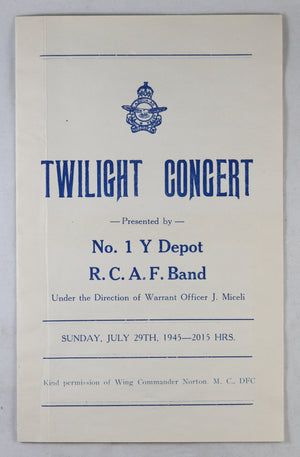 TWILIGHT CONCERT
— Presented by —
No. 1 Y Depot
R. C. A. F. Band
Under the Direction of Warrant Officer J. Miceli
SUNDAY, JULY 29TH, 1945—2015 HRS.
Kind permission of Wing Commander Norton. M. C., DFC